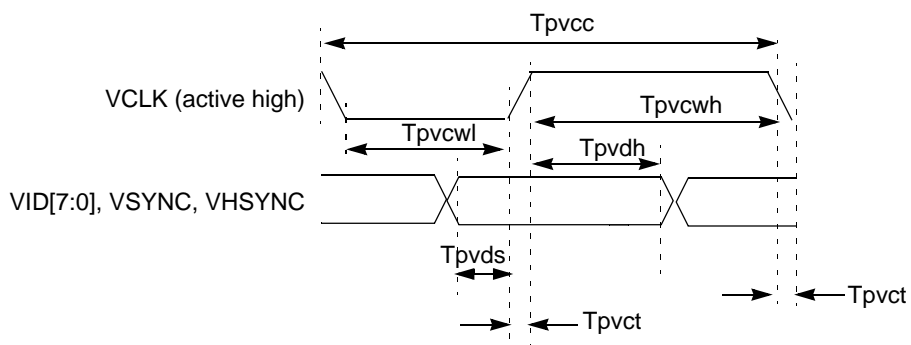 Tpvcc
VCLK (active high)
Tpvcwh
Tpvcwl
Tpvdh
VID[7:0], VSYNC, VHSYNC
Tpvds
Tpvct
Tpvct